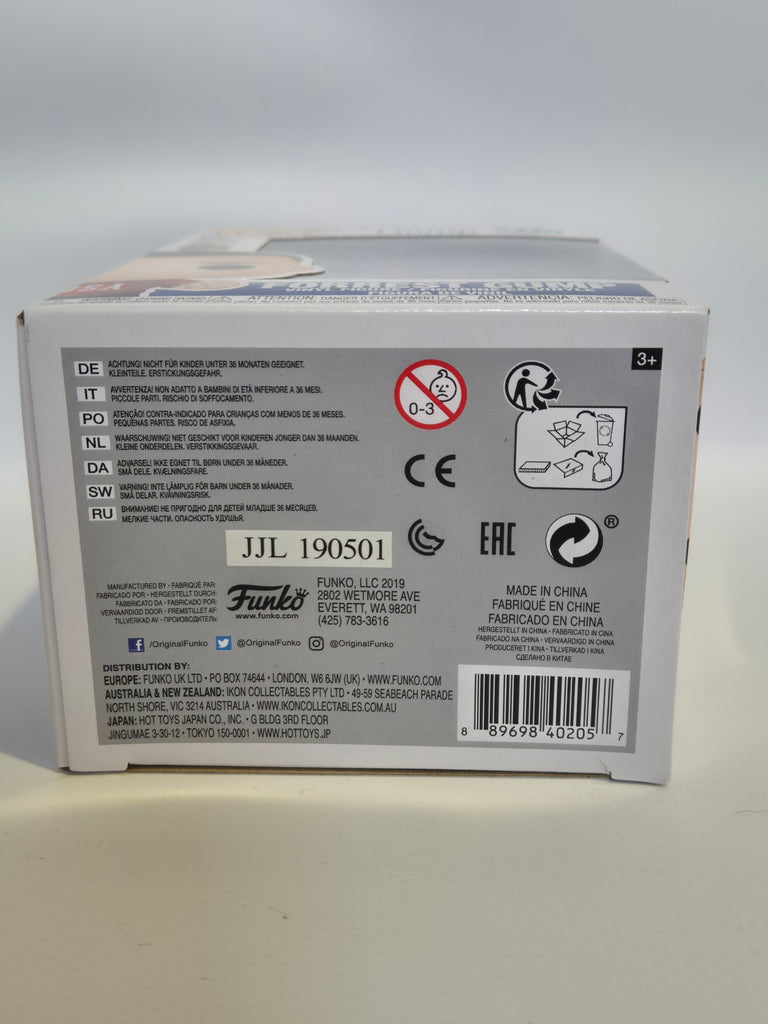 FORREST GUMP
ATTENTION: DANGER D'ÉTOUFFEMENT
ADVERTENCIA: PELIGRO DE ASFIXIA
3+
DE ACHTUNG! NICHT FÜR KINDER UNTER 36 MONATEN GEEIGNET.
KLEINTEILE. ERSTICKUNGSGEFAHR.
IT AVVERTENZA! NON ADATTO A BAMBINI DI ETÀ INFERIORE A 36 MESI.
PICCOLE PARTI. RISCHIO DI SOFFOCAMENTO.
PO ATENÇÃO! CONTRA-INDICADO PARA CRIANÇAS COM MENOS DE 36 MESES.
PEQUENAS PARTES. RISCO DE ASFIXIA.
NL WAARSCHUWING! NIET GESCHIKT VOOR KINDEREN JONGER DAN 36 MAANDEN.
KLEINE ONDERDELEN. VERSTIKKINGSGEVAAR.
DA ADVARSEL! IKKE EGNET TIL BØRN UNDER 36 MÅNEDER.
SMÅ DELE. KVÆLNINGSFARE.
SW VARNING! INTE LÄMPLIG FÖR BARN UNDER 36 MÅNADER.
SMÅ DELAR. KVÄVNINGSRISK.
RU ВНИМАНИЕ! НЕ ПРИГОДНО ДЛЯ ДЕТЕЙ МЛАДШЕ 36 МЕСЯЦЕВ.
МЕЛКИЕ ЧАСТИ. ОПАСНОСТЬ УДУШЬЯ.
0-3
CE
JJL 190501
EAC
®
MANUFACTURED BY • FABRIQUÉ PAR:
FABRICADO POR • HERGESTELLT DURCH:
FABBRICATO DA • FABRICADO POR:
VERVAARDIGD DOOR • FREMSTILLET AF:
TILLVERKAD AV • ПРОИЗВОДИТЕЛЬ:
Funko
www.funko.com
FUNKO, LLC 2019
2802 WETMORE AVE
EVERETT, WA 98201
(425) 783-3616
MADE IN CHINA
FABRIQUÉ EN CHINE
FABRICADO EN CHINA
HERGESTELLT IN CHINA • FABBRICATO IN CINA
FABRICADO NA CHINA • VERVAARDIGD IN CHINA
PRODUCERET I KINA • TILLVERKAD I KINA
СДЕЛАНО В КИТАЕ
/OriginalFunko @OriginalFunko @OriginalFunko
DISTRIBUTION BY:
EUROPE: FUNKO UK LTD • PO BOX 74644 • LONDON, W6 6JW (UK) • WWW.FUNKO.COM
AUSTRALIA & NEW ZEALAND: IKON COLLECTABLES PTY LTD • 49-59 SEABEACH PARADE
NORTH SHORE, VIC 3214 AUSTRALIA • WWW.IKONCOLLECTABLES.COM.AU
JAPAN: HOT TOYS JAPAN CO., INC. • G BLDG 3RD FLOOR
JINGUMAE 3-30-12 • TOKYO 150-0001 • WWW.HOTTOYS.JP
8 89698 40205 7